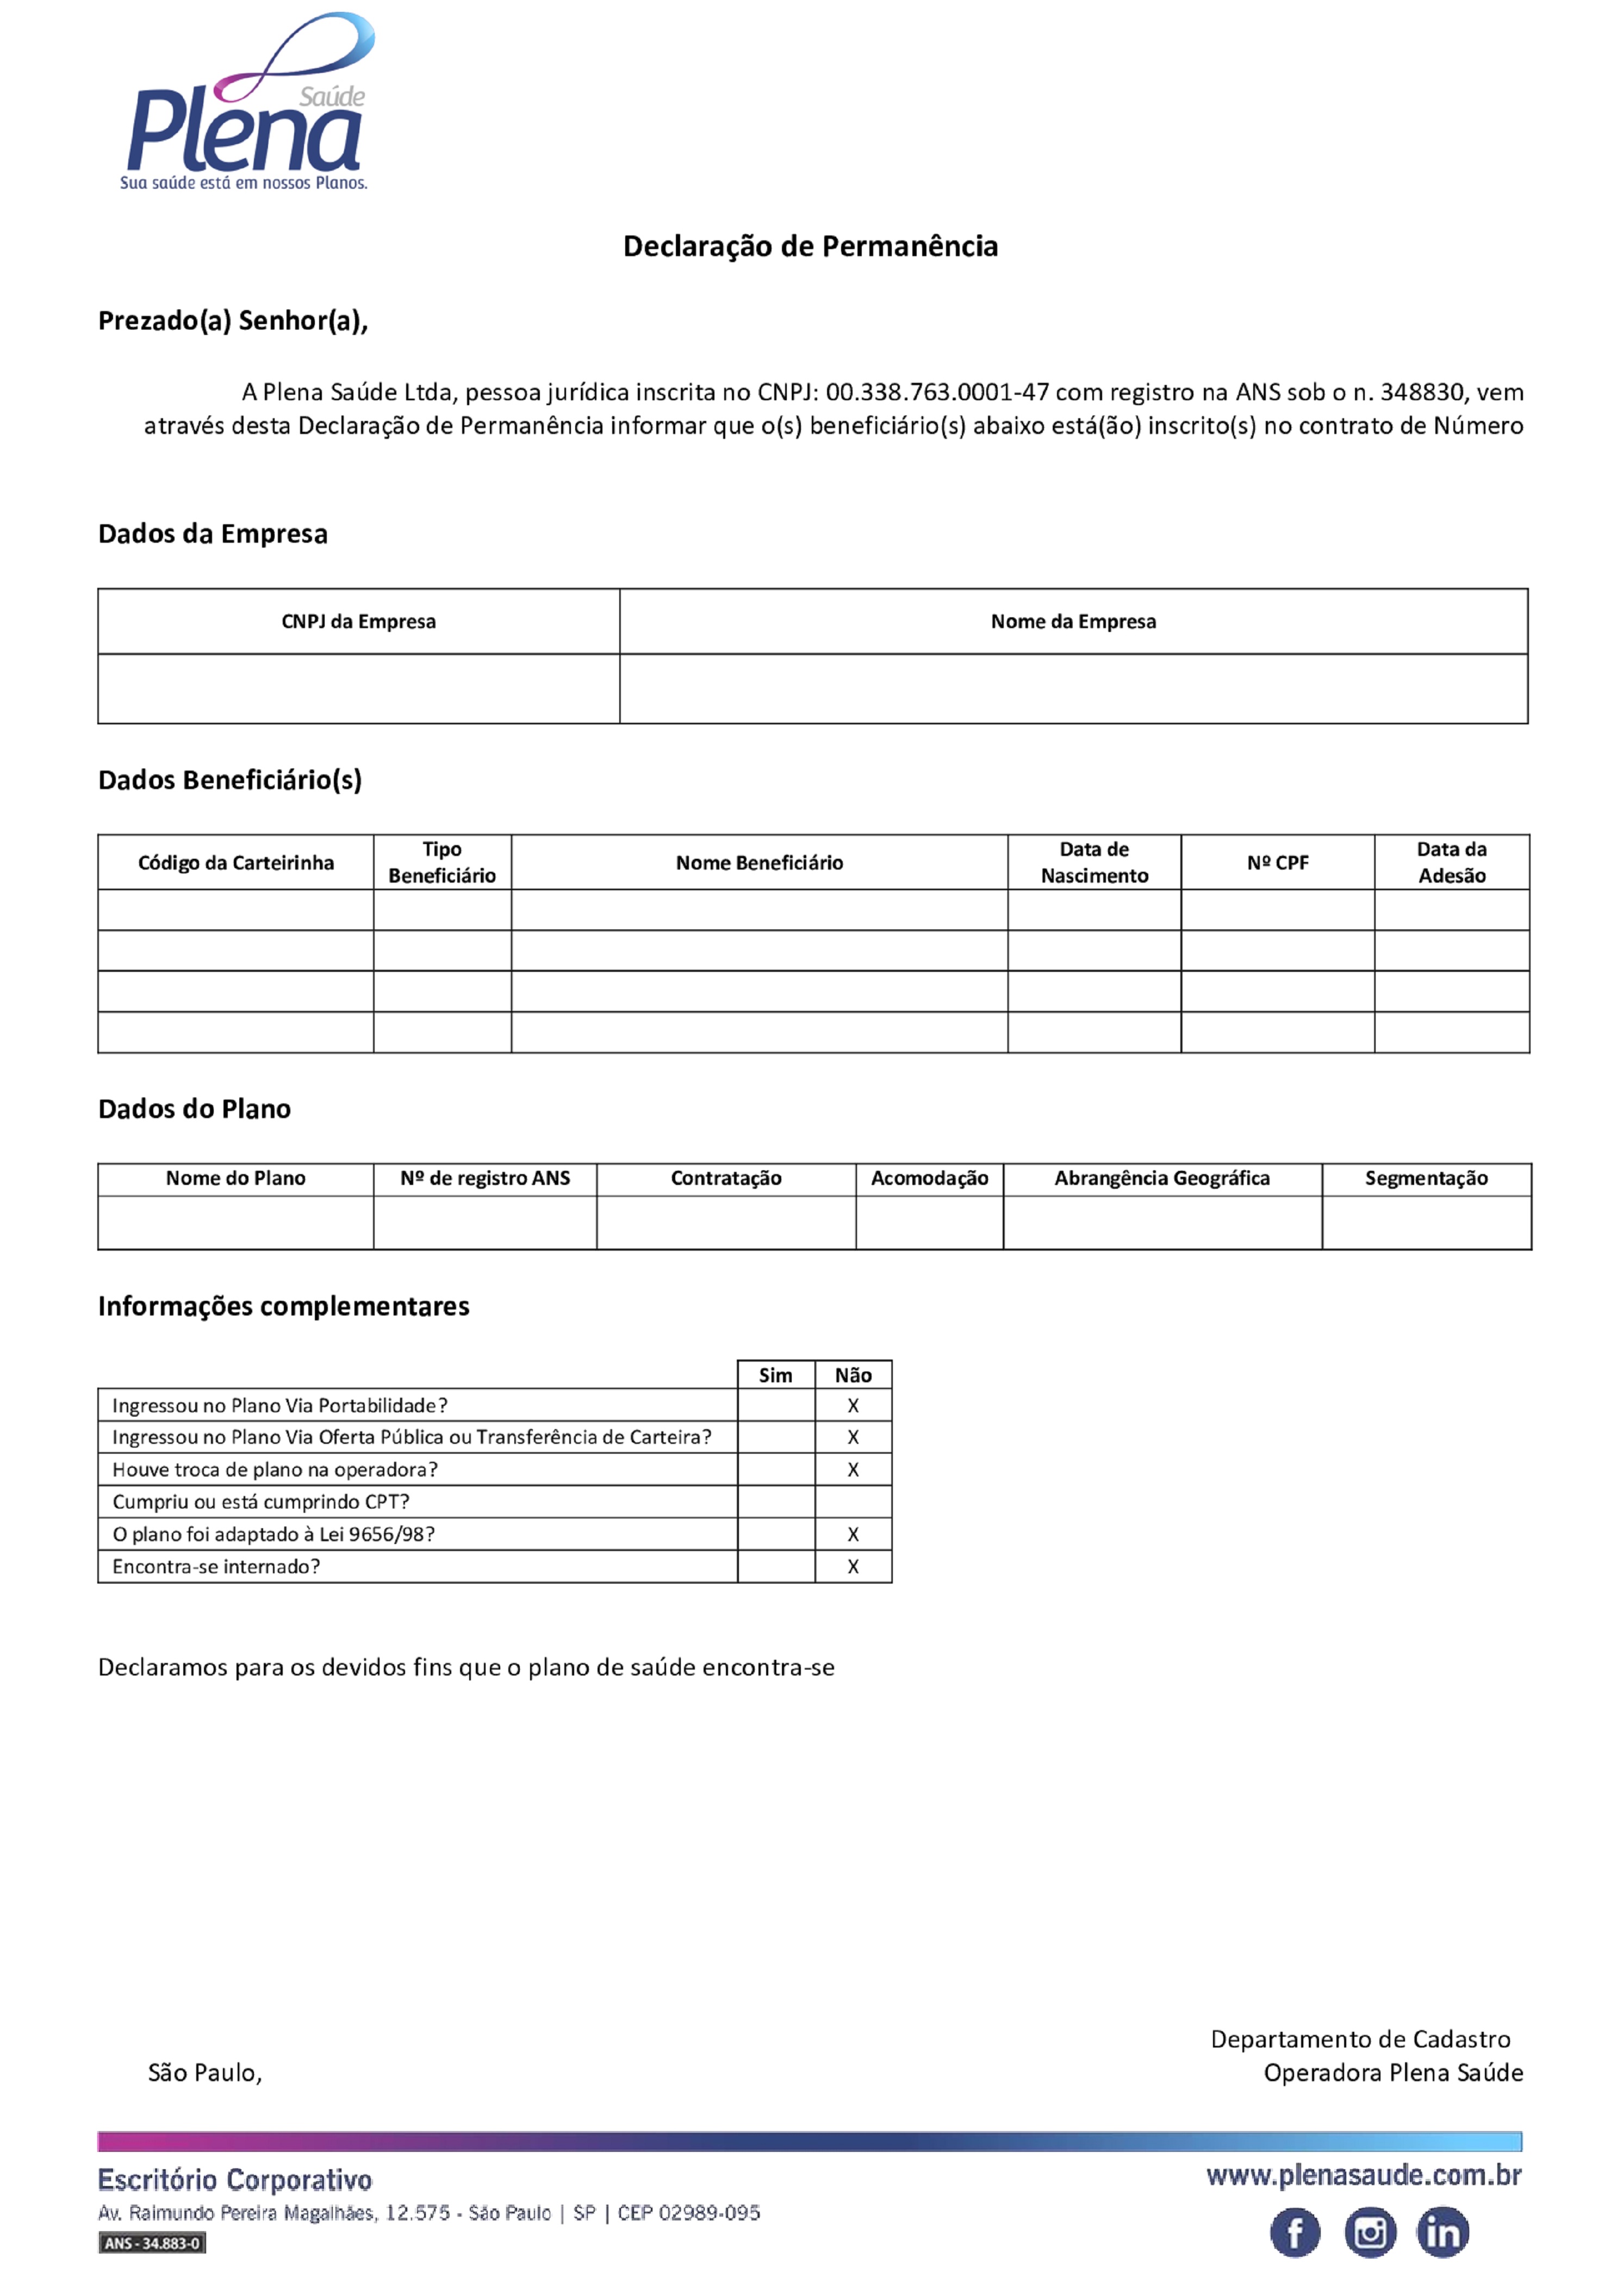 Saúde
Plena
Sua saúde está em nossos Planos.
Declaração de Permanência
Prezado(a) Senhor(a),
A Plena Saúde Ltda, pessoa jurídica inscrita no CNPJ: 00.338.763.0001-47 com registro na ANS sob o n. 348830, vem
através desta Declaração de Permanência informar que o(s) beneficiário(s) abaixo está(ão) inscrito(s) no contrato de Número
Dados da Empresa
CNPJ da Empresa Nome da Empresa
Dados Beneficiário(s)
Código da Carteirinha Tipo Beneficiário Nome Beneficiário Data de Nascimento Nº CPF Data da Adesão
Dados do Plano
Nome do Plano Nº de registro ANS Contratação Acomodação Abrangência Geográfica Segmentação
Informações complementares
Sim Não
Ingressou no Plano Via Portabilidade? X
Ingressou no Plano Via Oferta Pública ou Transferência de Carteira? X
Houve troca de plano na operadora? X
Cumpriu ou está cumprindo CPT?
O plano foi adaptado à Lei 9656/98? X
Encontra-se internado? X
Declaramos para os devidos fins que o plano de saúde encontra-se
Departamento de Cadastro
São Paulo, Operadora Plena Saúde
Escritório Corporativo www.plenasaude.com.br
Av. Raimundo Pereira Magalhães, 12.575 - São Paulo | SP | CEP 02989-095
ANS - 34.883-0